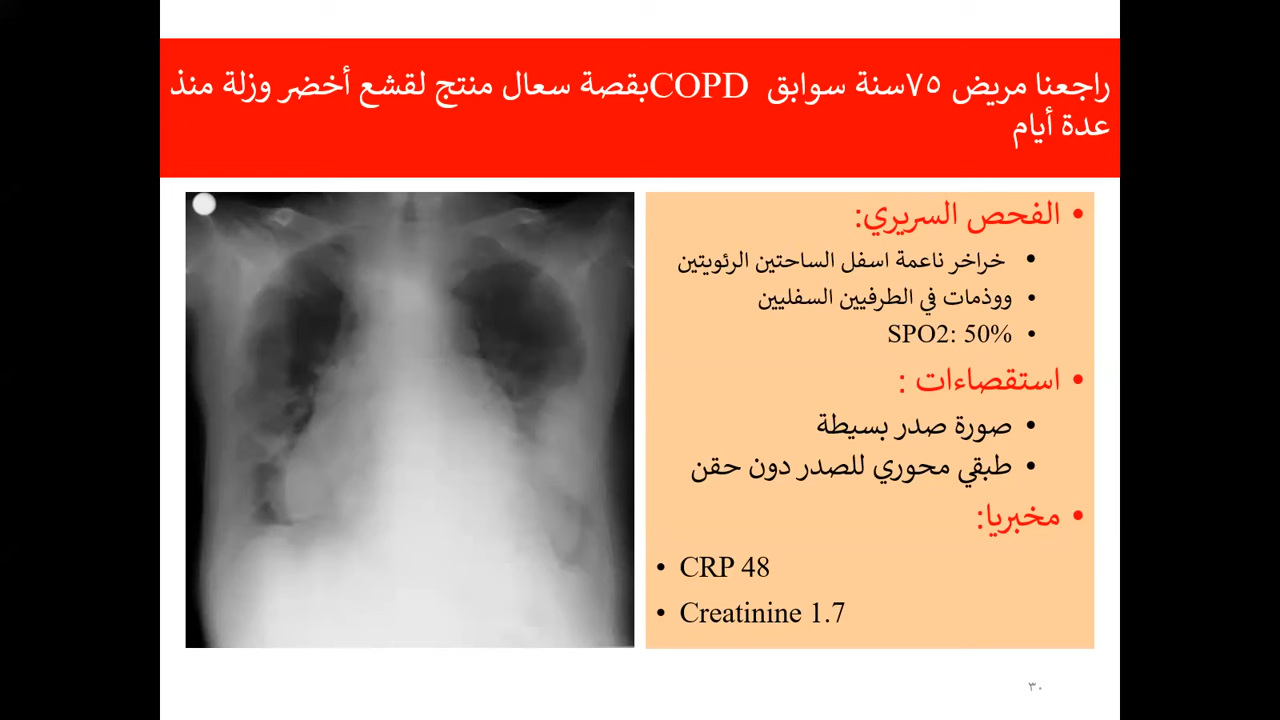 راجعنا مريض ٧٥سنة سوابق COPDبقصة سعال منتج لقشع أخضر وزلة منذ
عدة أيام
• الفحص السريري:
• خراخر ناعمة اسفل الساحتين الرئويتين
• ووذمات في الطرفيين السفليين
• SPO2: 50%
• استقصاءات :
• صورة صدر بسيطة
• طبقي محوري للصدر دون حقن
• مخبريا:
• CRP 48
• Creatinine 1.7
٣٠